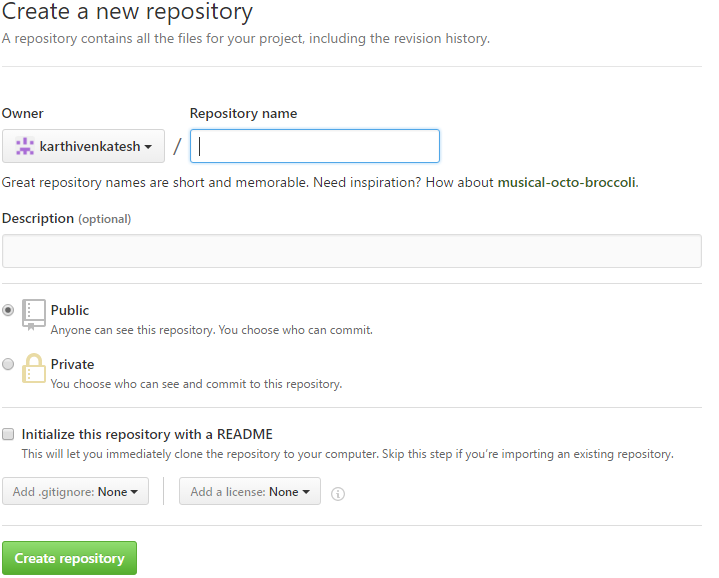 Create a new repository
A repository contains all the files for your project, including the revision history.
Owner
Repository name
karthivenkatesh
/
Great repository names are short and memorable. Need inspiration? How about musical-octo-broccoli.
Description (optional)
Public
Anyone can see this repository. You choose who can commit.
Private
You choose who can see and commit to this repository.
Initialize this repository with a README
This will let you immediately clone the repository to your computer. Skip this step if you’re importing an existing repository.
Add .gitignore: None
Add a license: None
Create repository